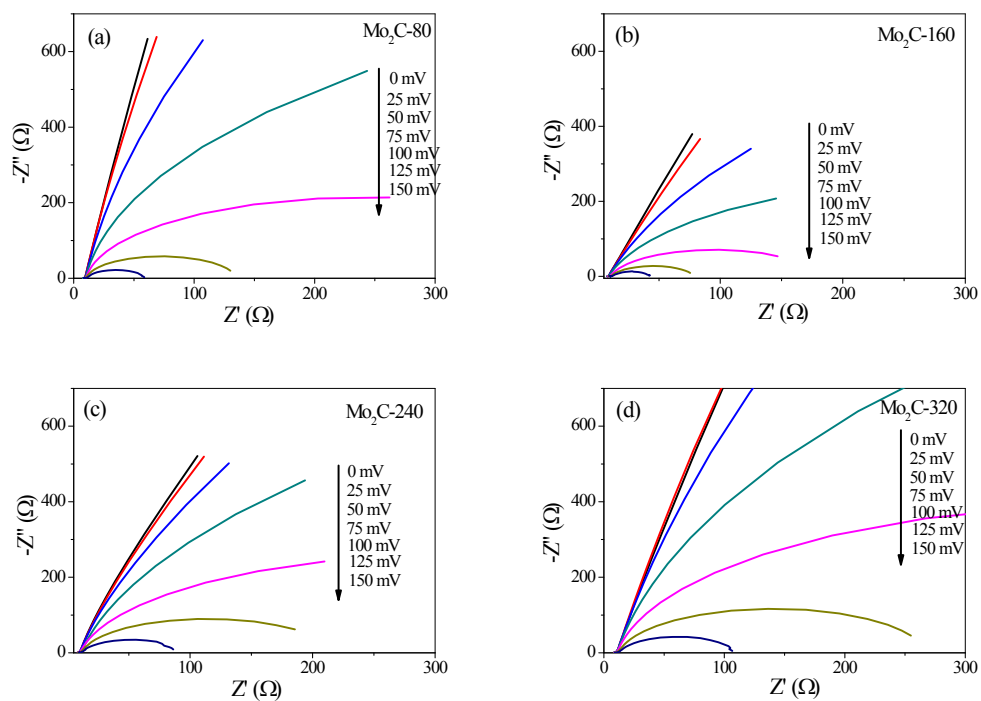 (a)
Mo₂C-80
0 mV
25 mV
50 mV
75 mV
100 mV
125 mV
150 mV
600
400
200
0
-Z'' (Ω)
0 100 200 300
Z' (Ω)
(b)
Mo₂C-160
0 mV
25 mV
50 mV
75 mV
100 mV
125 mV
150 mV
600
400
200
0
-Z'' (Ω)
0 100 200 300
Z' (Ω)
(c)
Mo₂C-240
0 mV
25 mV
50 mV
75 mV
100 mV
125 mV
150 mV
600
400
200
0
-Z'' (Ω)
0 100 200 300
Z' (Ω)
(d)
Mo₂C-320
0 mV
25 mV
50 mV
75 mV
100 mV
125 mV
150 mV
600
400
200
0
-Z'' (Ω)
0 100 200 300
Z' (Ω)